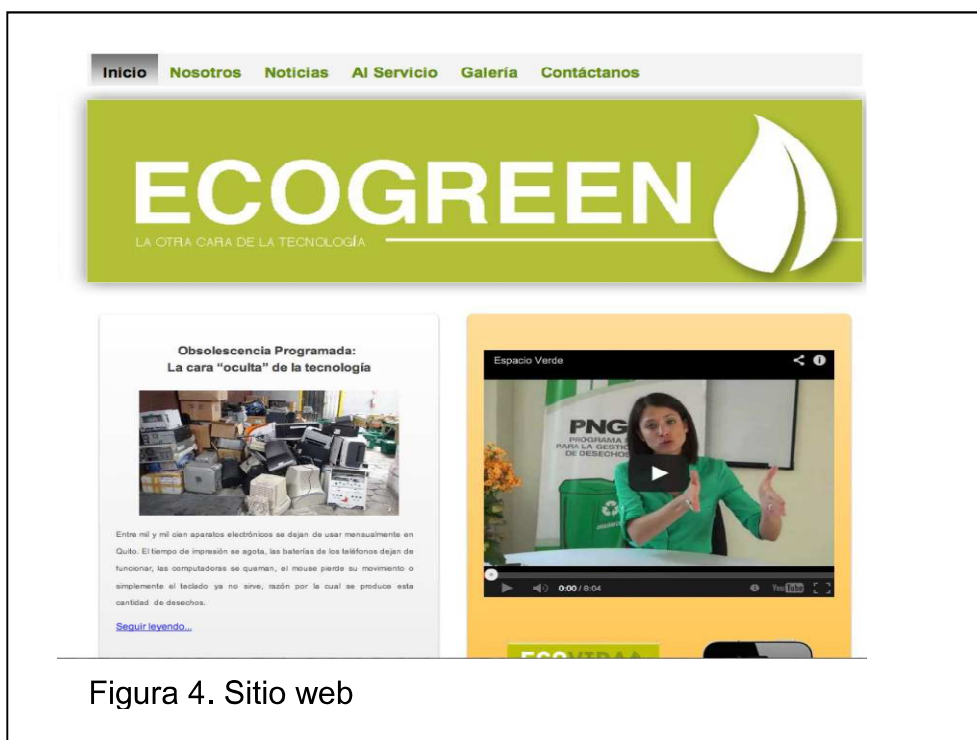 Inicio Nosotros Noticias Al Servicio Galería Contáctanos
ECOGREEN
LA OTRA CARA DE LA TECNOLOGÍA
Obsolescencia Programada:
La cara “oculta” de la tecnología
Entre mil y mil cien aparatos electrónicos se dejan de usar mensualmente en
Quito. El tiempo de impresión se agota, las baterías de los teléfonos dejan de
funcionar, las computadoras se queman, el mouse pierde su movimiento o
simplemente el teclado ya no sirve, razón por la cual se produce esta
cantidad de desechos.
Seguir leyendo...
Espacio Verde
PNG
PROGRAMA
PARA LA GESTI
DE DESECHOS
0:00 / 8:04
YouTube
ECOVIDA
Figura 4. Sitio web